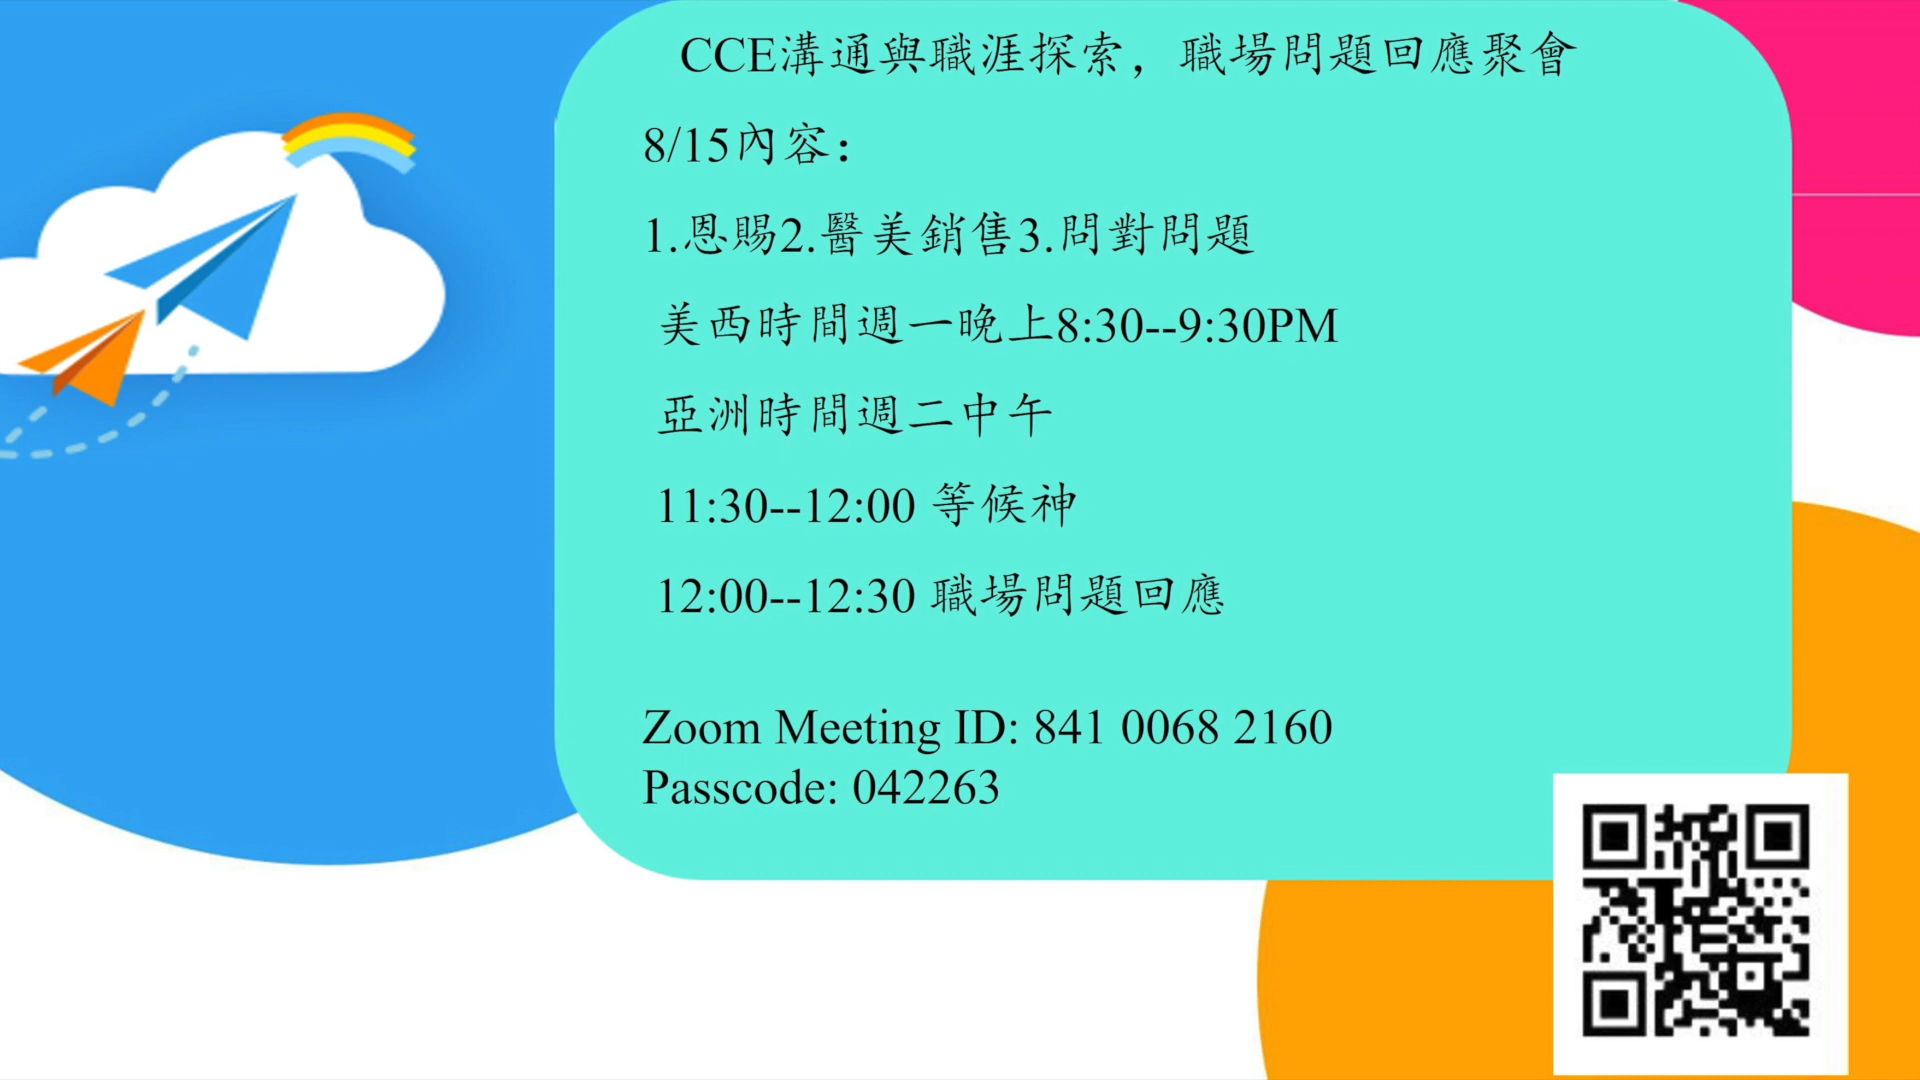 CCE溝通與職涯探索，職場問題回應聚會
8/15內容：
1.恩賜2.醫美銷售3.問對問題
美西時間週一晚上8:30--9:30PM
亞洲時間週二中午
11:30--12:00 等候神
12:00--12:30 職場問題回應
Zoom Meeting ID: 841 0068 2160
Passcode: 042263